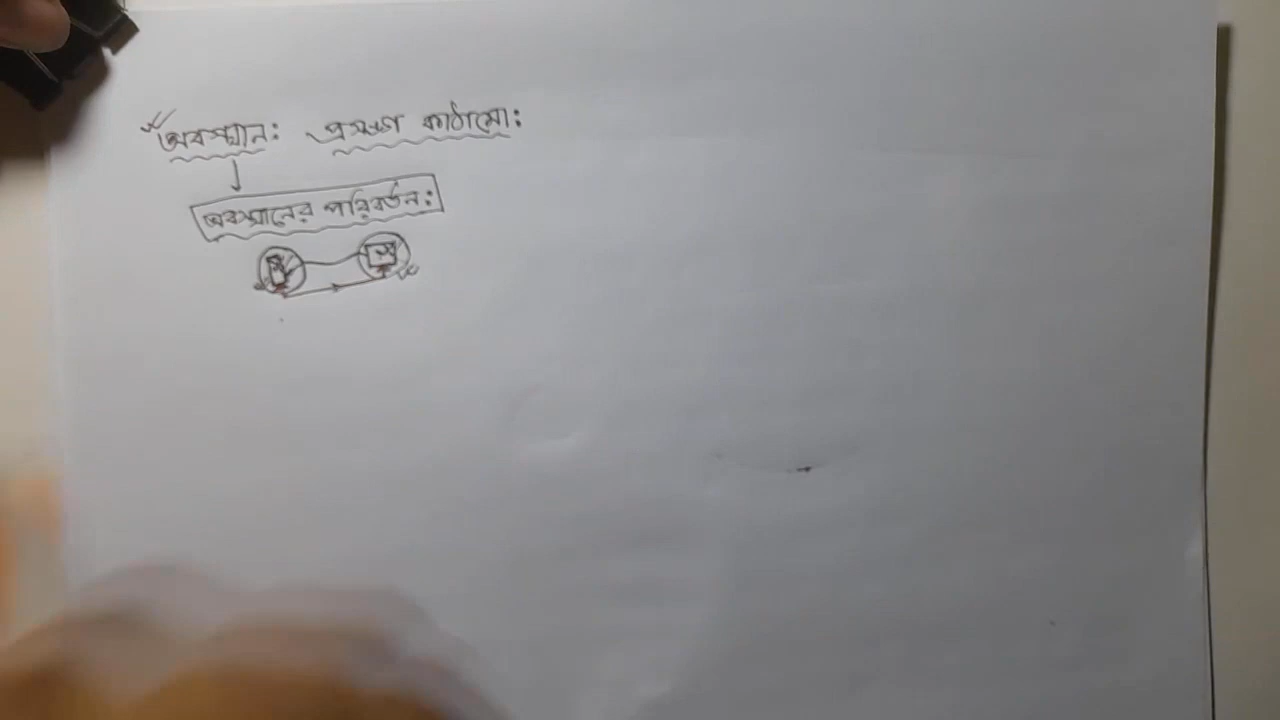 অবস্থান: প্রসঙ্গ কাঠামো:
অবস্থানের পরিবর্তন: